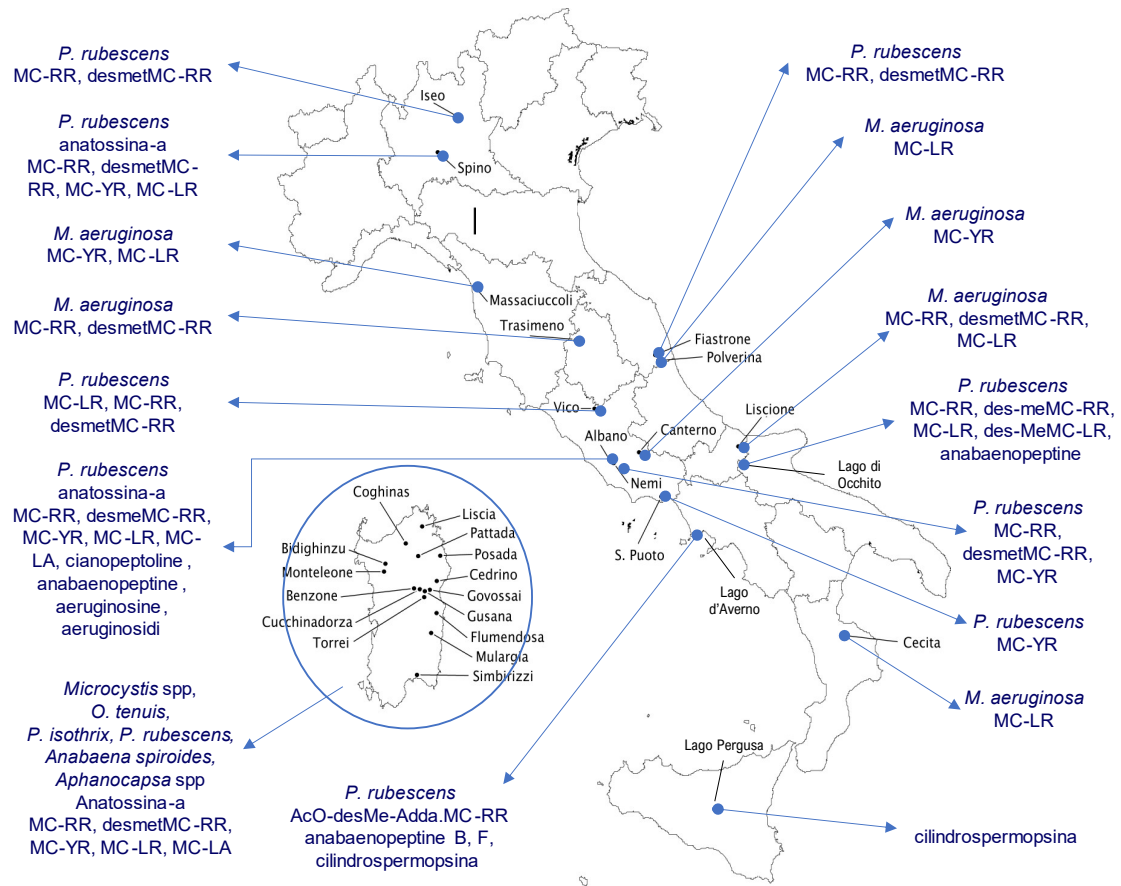 P. rubescens
MC-RR, desmetMC-RR
P. rubescens
anatossina-a
MC-RR, desmetMC-
RR, MC-YR, MC-LR
M. aeruginosa
MC-YR, MC-LR
M. aeruginosa
MC-RR, desmetMC-RR
P. rubescens
MC-LR, MC-RR,
desmetMC-RR
P. rubescens
anatossina-a
MC-RR, desmeMC-RR,
MC-YR, MC-LR, MC-
LA, cianopeptoline,
anabaenopeptine,
aeruginosine,
aeruginosidi
Microcystis spp,
O. tenuis,
P. isothrix, P. rubescens,
Anabaena spiroides,
Aphanocapsa spp
Anatossina-a
MC-RR, desmetMC-RR,
MC-YR, MC-LR, MC-LA
Iseo
Spino
Massaciuccoli
Trasimeno
Fiastrone
Polverina
Vico
Albano
Canterno
Nemi
Liscione
Lago di
Occhito
S. Puoto
Lago
d'Averno
Cecita
Lago Pergusa
Coghinas
Liscia
Pattada
Bidighinzu
Posada
Monteleone
Cedrino
Benzone
Govossai
Cucchinadorza
Gusana
Torrei
Flumendosa
Mulargia
Simbirizzi
P. rubescens
AcO-desMe-Adda.MC-RR
anabaenopeptine B, F,
cilindrospermopsina
P. rubescens
MC-RR, desmetMC-RR
M. aeruginosa
MC-LR
M. aeruginosa
MC-YR
M. aeruginosa
MC-RR, desmetMC-RR,
MC-LR
P. rubescens
MC-RR, des-meMC-RR,
MC-LR, des-MeMC-LR,
anabaenopeptine
P. rubescens
MC-RR,
desmetMC-RR,
MC-YR
P. rubescens
MC-YR
M. aeruginosa
MC-LR
cilindrospermopsina